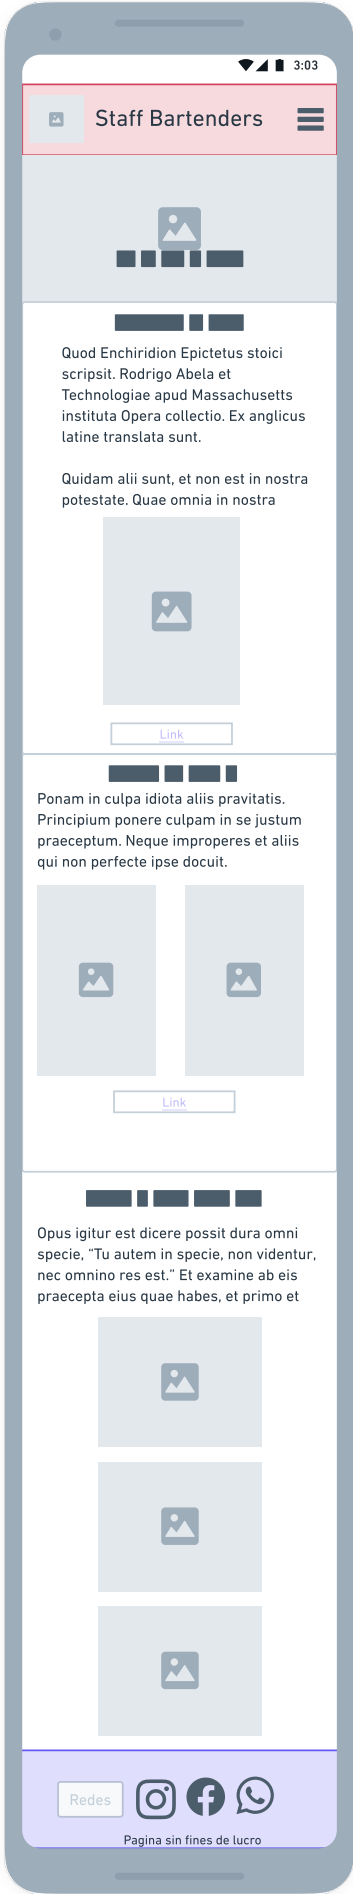 3:03
Staff Bartenders
Quod Enchiridion Epictetus stoici
scripsit. Rodrigo Abela et
Technologiae apud Massachusetts
instituta Opera collectio. Ex anglicus
latine translata sunt.
Quidam alii sunt, et non est in nostra
potestate. Quae omnia in nostra
Link
Ponam in culpa idiota aliis pravitatis.
Principium ponere culpam in se justum
praeceptum. Neque improperes et aliis
qui non perfecte ipse docuit.
Link
Opus igitur est dicere possit dura omni
specie, “Tu autem in specie, non videntur,
nec omnino res est.” Et examine ab eis
praecepta eius quae habes, et primo et
Redes
Pagina sin fines de lucro